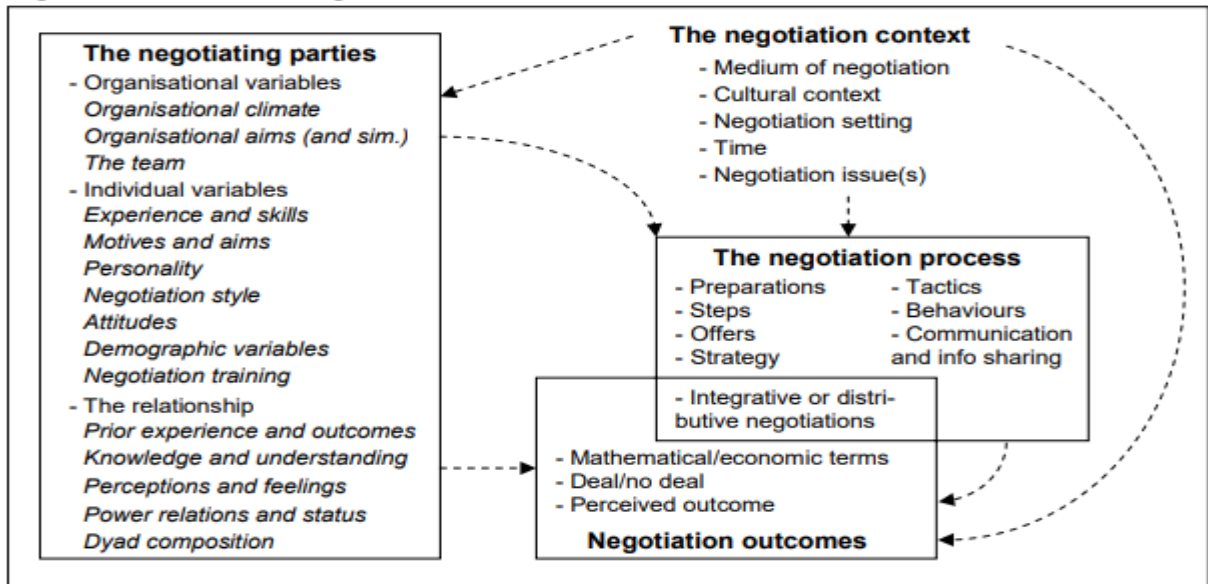 The negotiating parties
- Organisational variables
Organisational climate
Organisational aims (and sim.)
The team
- Individual variables
Experience and skills
Motives and aims
Personality
Negotiation style
Attitudes
Demographic variables
Negotiation training
- The relationship
Prior experience and outcomes
Knowledge and understanding
Perceptions and feelings
Power relations and status
Dyad composition
The negotiation context
- Medium of negotiation
- Cultural context
- Negotiation setting
- Time
- Negotiation issue(s)
The negotiation process
- Preparations
- Steps
- Offers
- Strategy
- Tactics
- Behaviours
- Communication
and info sharing
- Integrative or distri-
butive negotiations
- Mathematical/economic terms
- Deal/no deal
- Perceived outcome
Negotiation outcomes